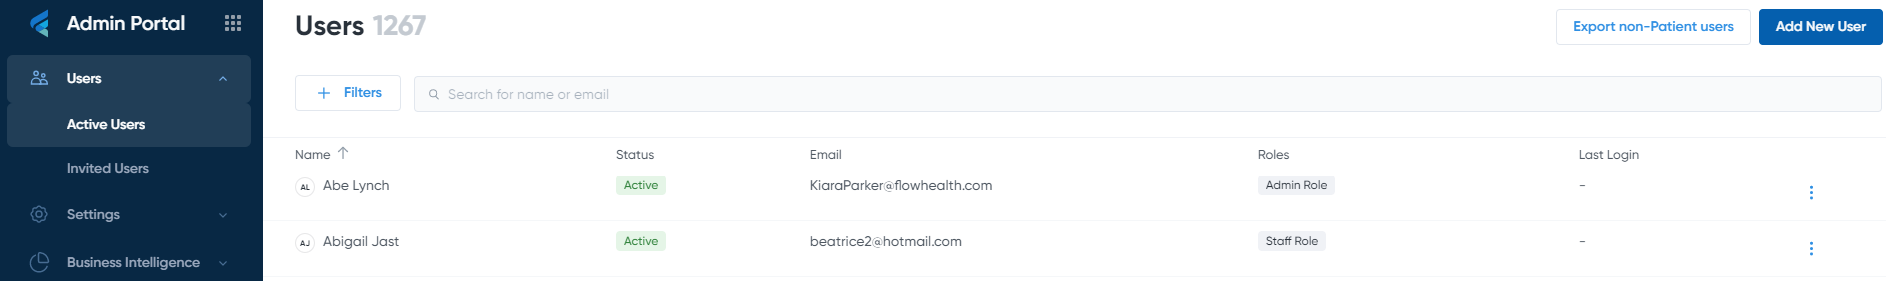 Admin Portal
Users
Active Users
Invited Users
Settings
Business Intelligence
Users 1267
Export non-Patient users
Add New User
Filters
Search for name or email
Name Status Email Roles Last Login
AL Abe Lynch Active KiaraParker@flowhealth.com Admin Role -
AJ Abigail Jast Active beatrice2@hotmail.com Staff Role -